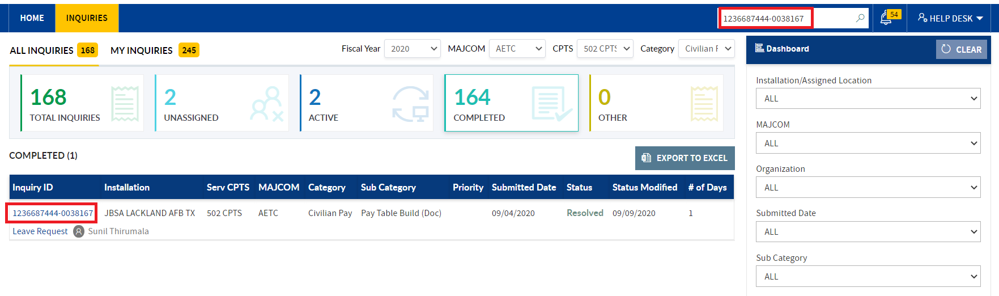 HOME INQUIRIES 1236687444-0038167 54 HELP DESK
ALL INQUIRIES 168 MY INQUIRIES 245 Fiscal Year 2020 MAJCOM AETC CPTS 502 CPTS Category Civilian F
168 2 2 164 0
TOTAL INQUIRIES UNASSIGNED ACTIVE COMPLETED OTHER
COMPLETED (1) EXPORT TO EXCEL
Inquiry ID Installation Serv CPTS MAJCOM Category Sub Category Priority Submitted Date Status Status Modified # of Days
1236687444-0038167 JBSA LACKLAND AFB TX 502 CPTS AETC Civilian Pay Pay Table Build (Doc) 09/04/2020 Resolved 09/09/2020 1
Leave Request Sunil Thirumala
Dashboard CLEAR
Installation/Assigned Location
ALL
MAJCOM
ALL
Organization
ALL
Submitted Date
ALL
Sub Category
ALL